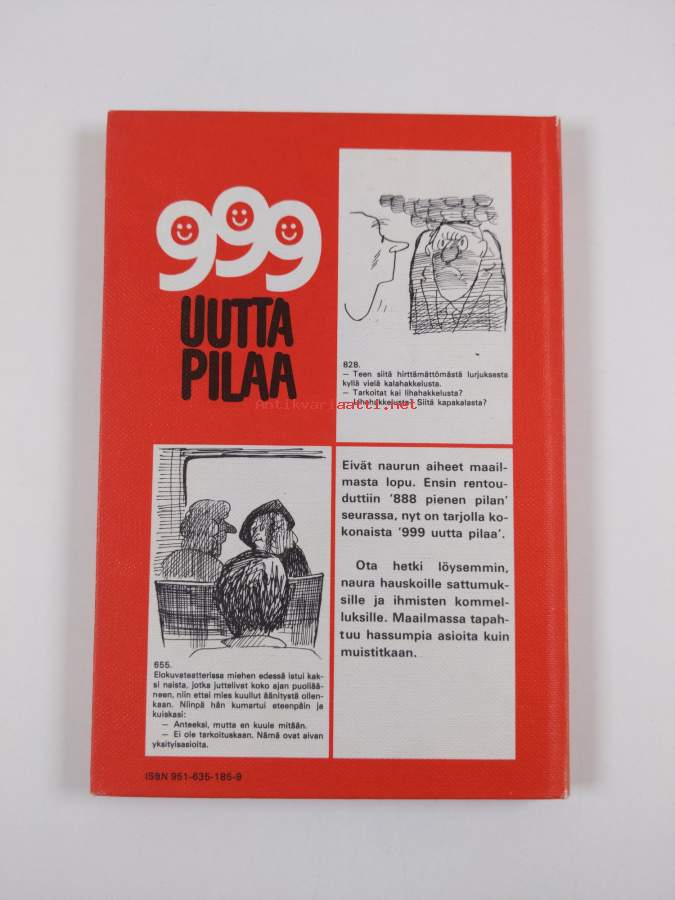 999
UUTTA
PILAA
828.
— Teen siitä hirttämättömästä lurjuksesta
kyllä vielä kalahakkelusta.
— Tarkoitat kai lihahakkelusta?
— Lihahakkelusta? Siitä kapakalasta?
Antikvariaatti.net
655.
Elokuvateatterissa miehen edessä istui kak-
si naista, jotka juttelivat koko ajan puoliää-
neen, niin ettei mies kuullut äänitystä ollen-
kaan. Niinpä hän kumartui eteenpäin ja
kuiskasi:
— Anteeksi, mutta en kuule mitään.
— Ei ole tarkoituskaan. Nämä ovat aivan
yksityisasioita.
Eivät naurun aiheet maail-
masta lopu. Ensin rentou-
duttiin '888 pienen pilan'
seurassa, nyt on tarjolla ko-
konaista '999 uutta pilaa'.
Ota hetki löysemmin,
naura hauskoille sattumuk-
sille ja ihmisten kommel-
luksille. Maailmassa tapah-
tuu hassumpia asioita kuin
muistitkaan.
ISBN 951-635-185-9